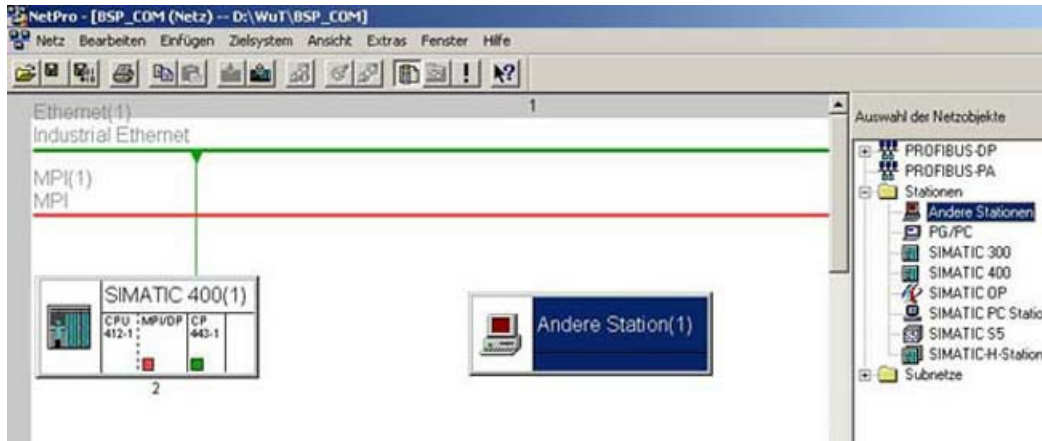 NetPro - [BSP_COM (Netz) -- D:\WuT\BSP_COM]
Netz Bearbeiten Einfügen Zielsystem Ansicht Extras Fenster Hilfe
Ethernet(1)
Industrial Ethernet
1
MPI(1)
MPI
SIMATIC 400(1)
CPU MPI/DP CP
412-1 443-1
2
Andere Station(1)
Auswahl der Netzobjekte
PROFIBUS-DP
PROFIBUS-PA
Stationen
Andere Stationen
PG/PC
SIMATIC 300
SIMATIC 400
SIMATIC OP
SIMATIC PC Statio
SIMATIC S5
SIMATIC-H-Station
Subnetze